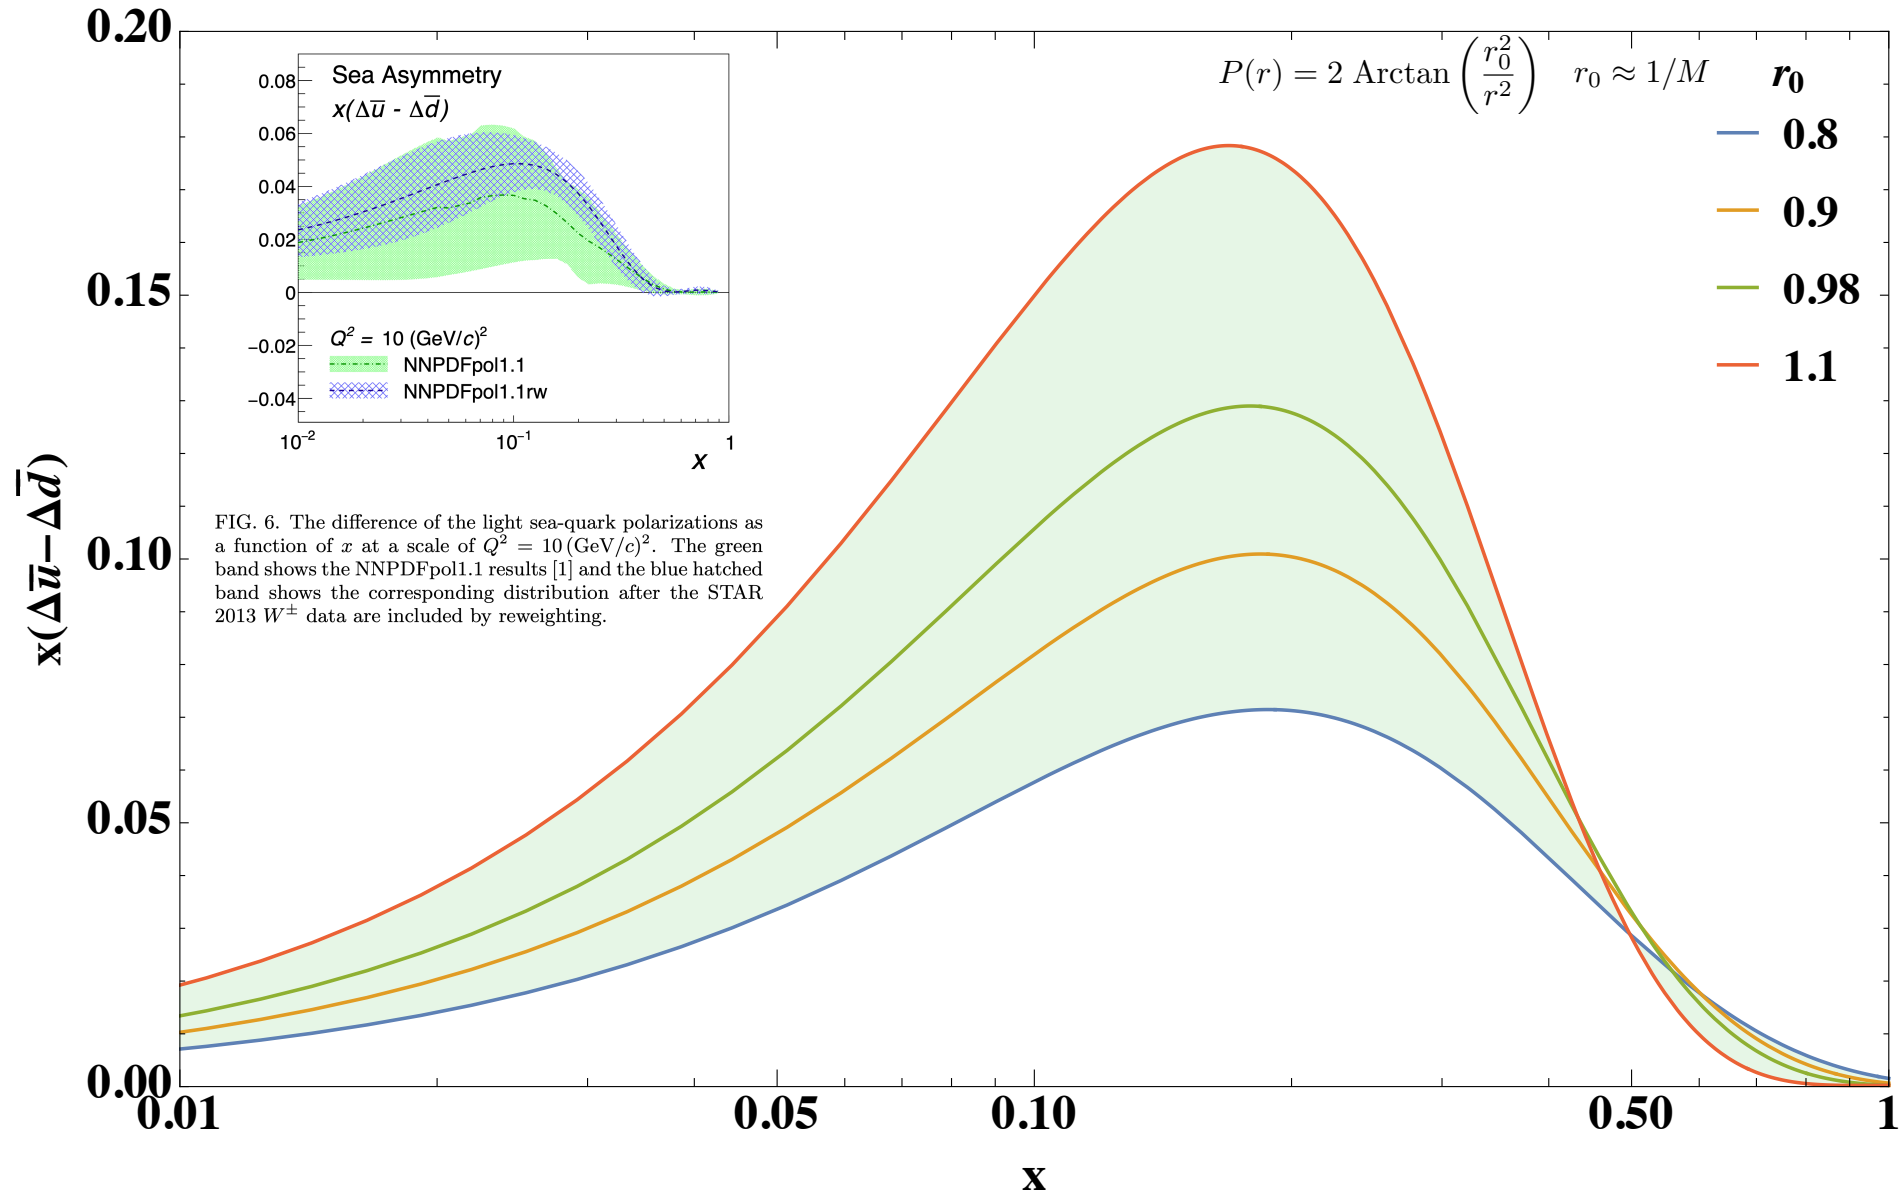 0.20
P(r) = 2 Arctan (r₀²/r²) r₀ ≈ 1/M
r₀
0.8
0.9
0.98
1.1
0.15
0.10
0.05
0.00
x(Δu̅−Δd̅)
0.01 0.05 0.10 0.50 1
x
Sea Asymmetry
x(Δu̅ - Δd̅)
0.08
0.06
0.04
0.02
0
−0.02
−0.04
Q² = 10 (GeV/c)²
NNPDFpol1.1
NNPDFpol1.1rw
10⁻² 10⁻¹ 1
x
FIG. 6. The difference of the light sea-quark polarizations as
a function of x at a scale of Q² = 10 (GeV/c)². The green
band shows the NNPDFpol1.1 results [1] and the blue hatched
band shows the corresponding distribution after the STAR
2013 W± data are included by reweighting.